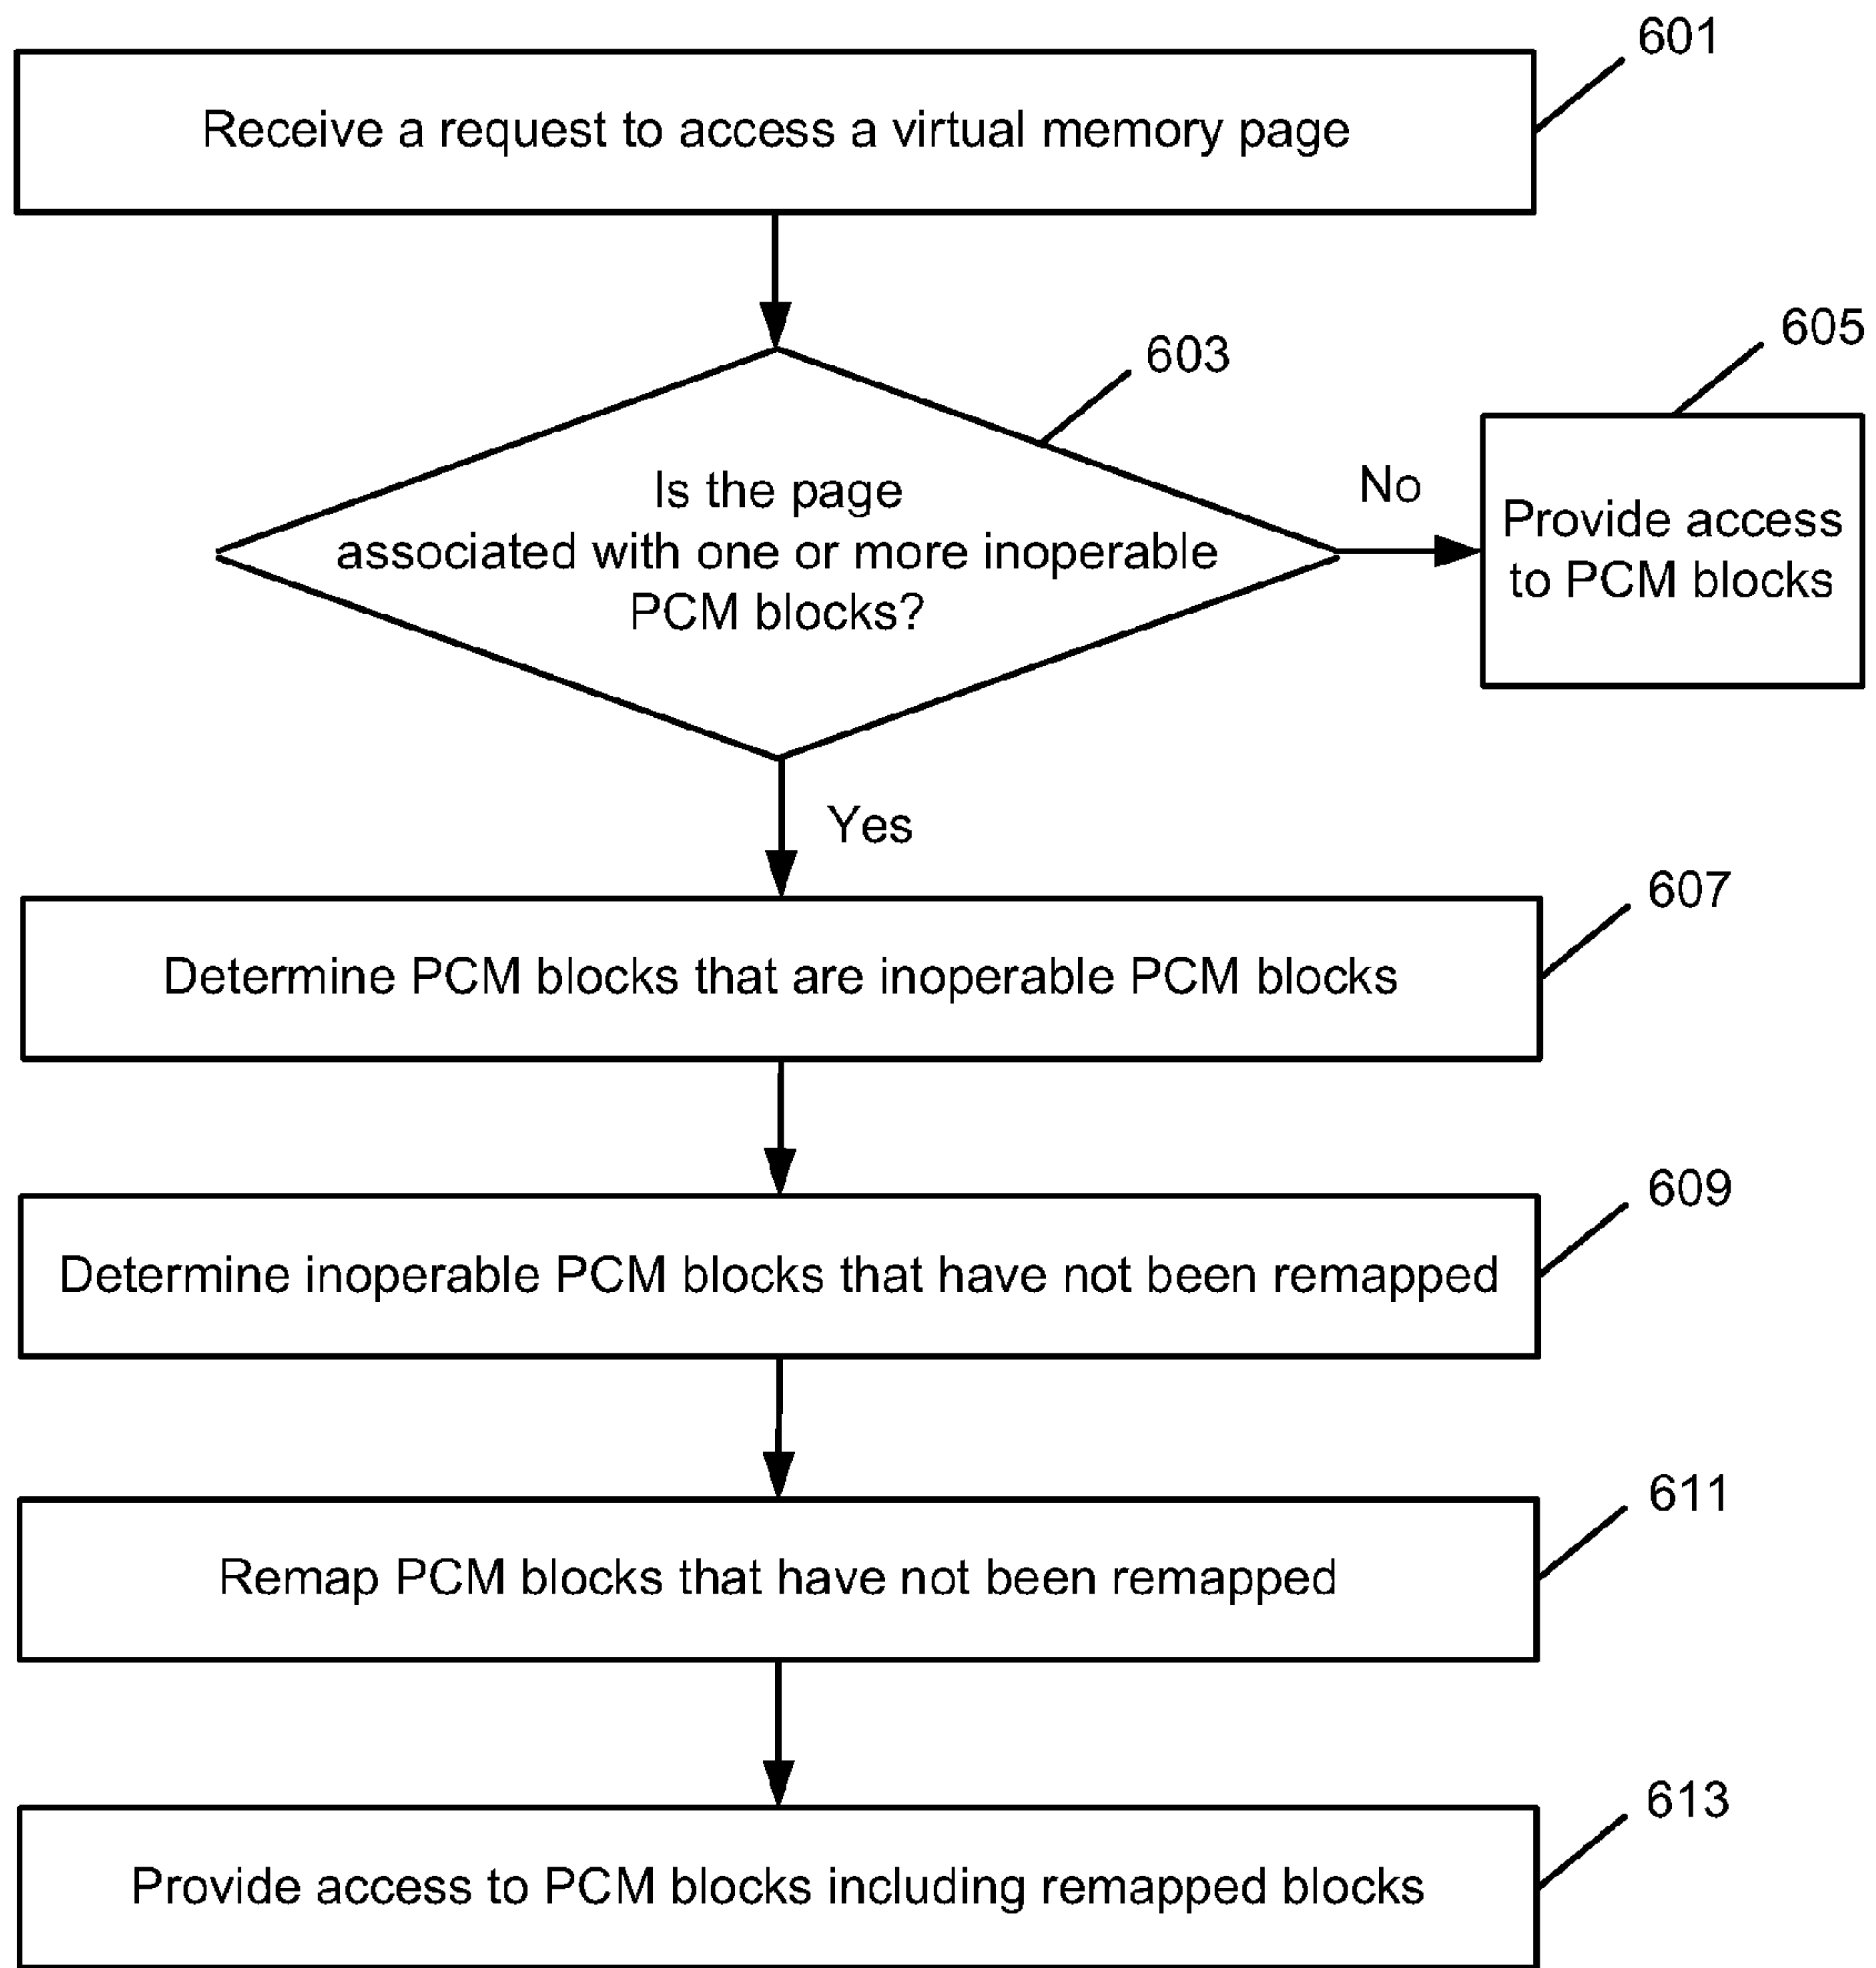 601
Receive a request to access a virtual memory page
603
605
Is the page
associated with one or more inoperable
PCM blocks?
No
Provide access
to PCM blocks
Yes
607
Determine PCM blocks that are inoperable PCM blocks
609
Determine inoperable PCM blocks that have not been remapped
611
Remap PCM blocks that have not been remapped
613
Provide access to PCM blocks including remapped blocks